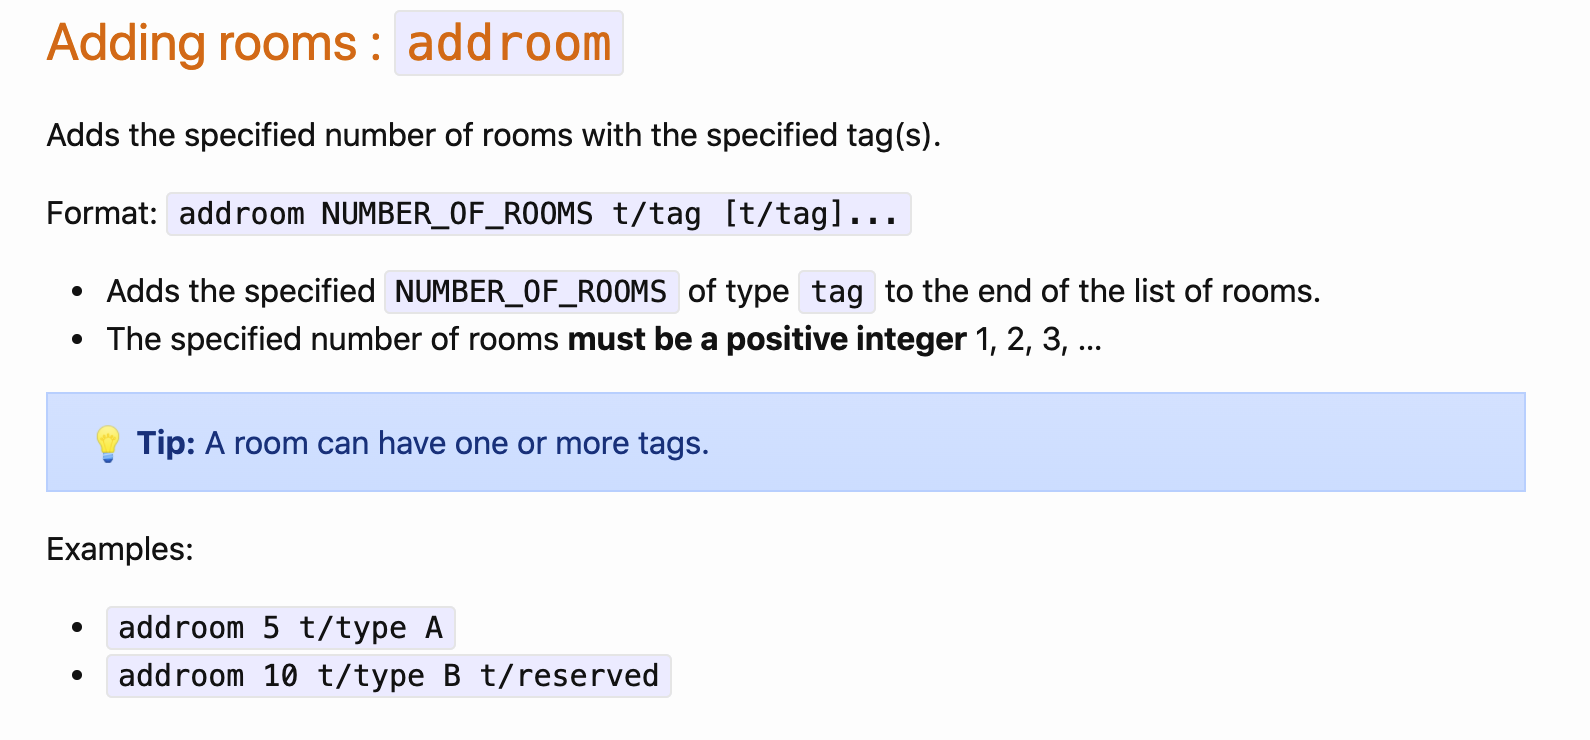 Adding rooms : addroom
Adds the specified number of rooms with the specified tag(s).
Format: addroom NUMBER_OF_ROOMS t/tag [t/tag]...
• Adds the specified NUMBER_OF_ROOMS of type tag to the end of the list of rooms.
• The specified number of rooms must be a positive integer 1, 2, 3, …
💡 Tip: A room can have one or more tags.
Examples:
• addroom 5 t/type A
• addroom 10 t/type B t/reserved